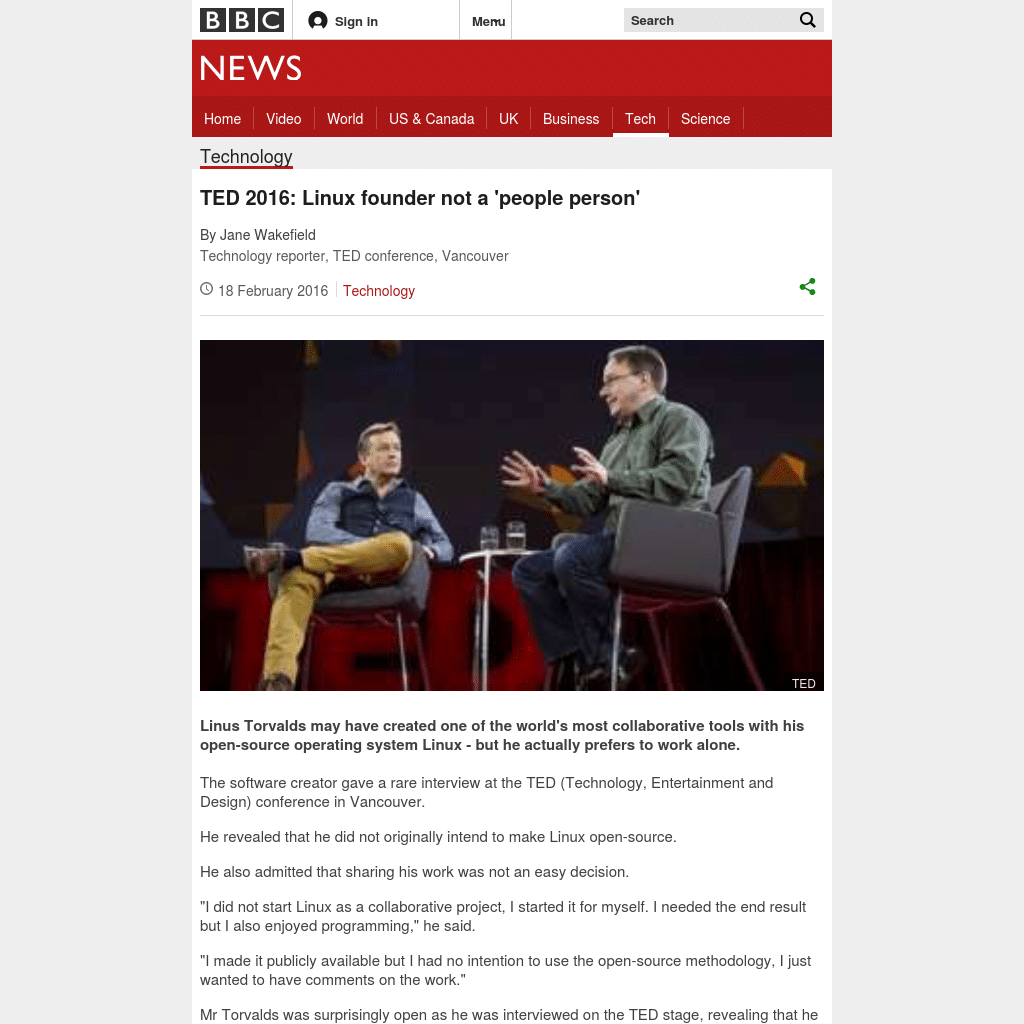 BBC
Sign in
Menu
Search
NEWS
Home
Video
World
US & Canada
UK
Business
Tech
Science
Technology
TED 2016: Linux founder not a 'people person'
By Jane Wakefield
Technology reporter, TED conference, Vancouver
18 February 2016
Technology
TED
TED
Linus Torvalds may have created one of the world's most collaborative tools with his
open-source operating system Linux - but he actually prefers to work alone.
The software creator gave a rare interview at the TED (Technology, Entertainment and
Design) conference in Vancouver.
He revealed that he did not originally intend to make Linux open-source.
He also admitted that sharing his work was not an easy decision.
"I did not start Linux as a collaborative project, I started it for myself. I needed the end result
but I also enjoyed programming," he said.
"I made it publicly available but I had no intention to use the open-source methodology, I just
wanted to have comments on the work."
Mr Torvalds was surprisingly open as he was interviewed on the TED stage, revealing that he